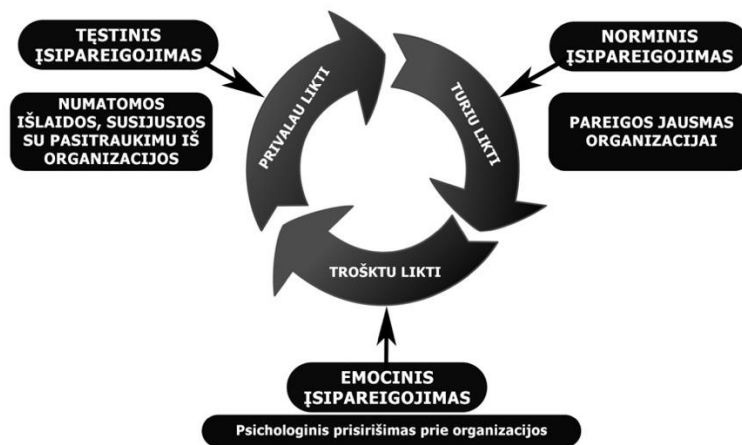 TĘSTINIS
ĮSIPAREIGOJIMAS
NUMATOMOS
IŠLAIDOS, SUSIJUSIOS
SU PASITRAUKIMU IŠ
ORGANIZACIJOS
PRIVALAU LIKTI
TURIU LIKTI
NORMINIS
ĮSIPAREIGOJIMAS
PAREIGOS JAUSMAS
ORGANIZACIJAI
TROŠKTU LIKTI
EMOCINIS
ĮSIPAREIGOJIMAS
Psichologinis prisirišimas prie organizacijos